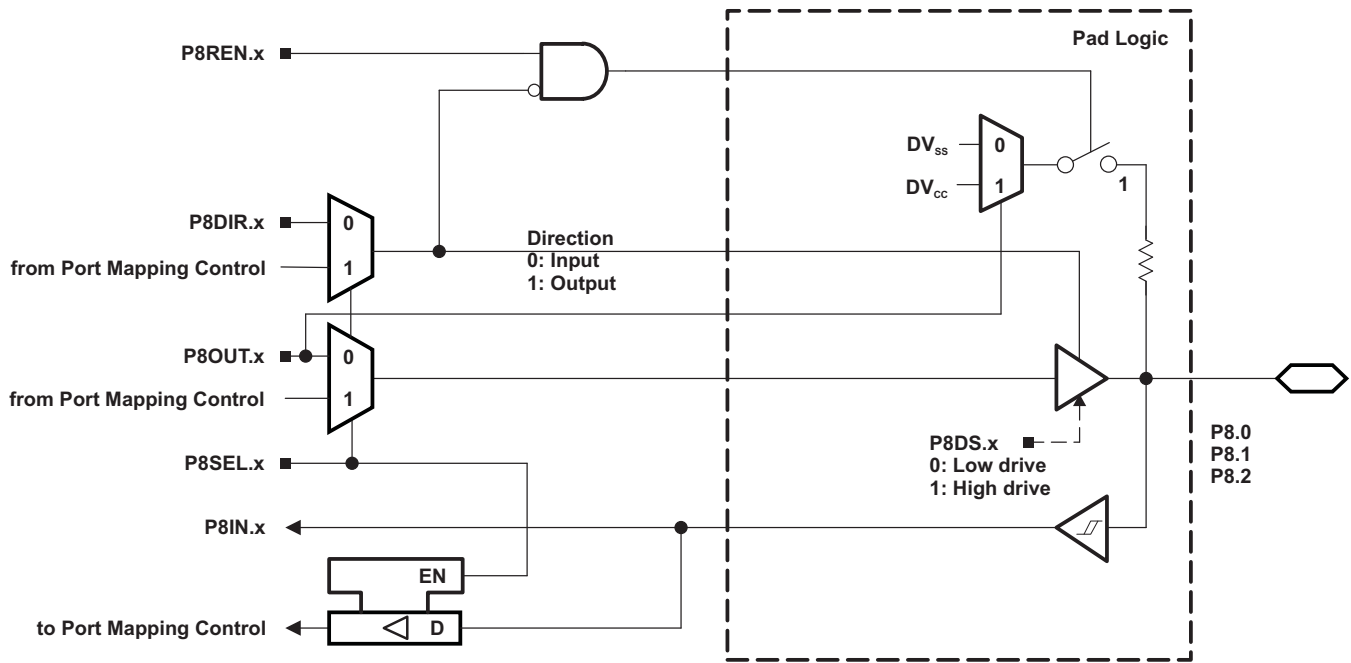 Pad Logic
P8REN.x
DVss
0
DVcc
1
1
P8DIR.x
0
from Port Mapping Control
1
Direction
0: Input
1: Output
P8OUT.x
0
from Port Mapping Control
1
P8DS.x
0: Low drive
1: High drive
P8.0
P8.1
P8.2
P8SEL.x
P8IN.x
EN
to Port Mapping Control
D